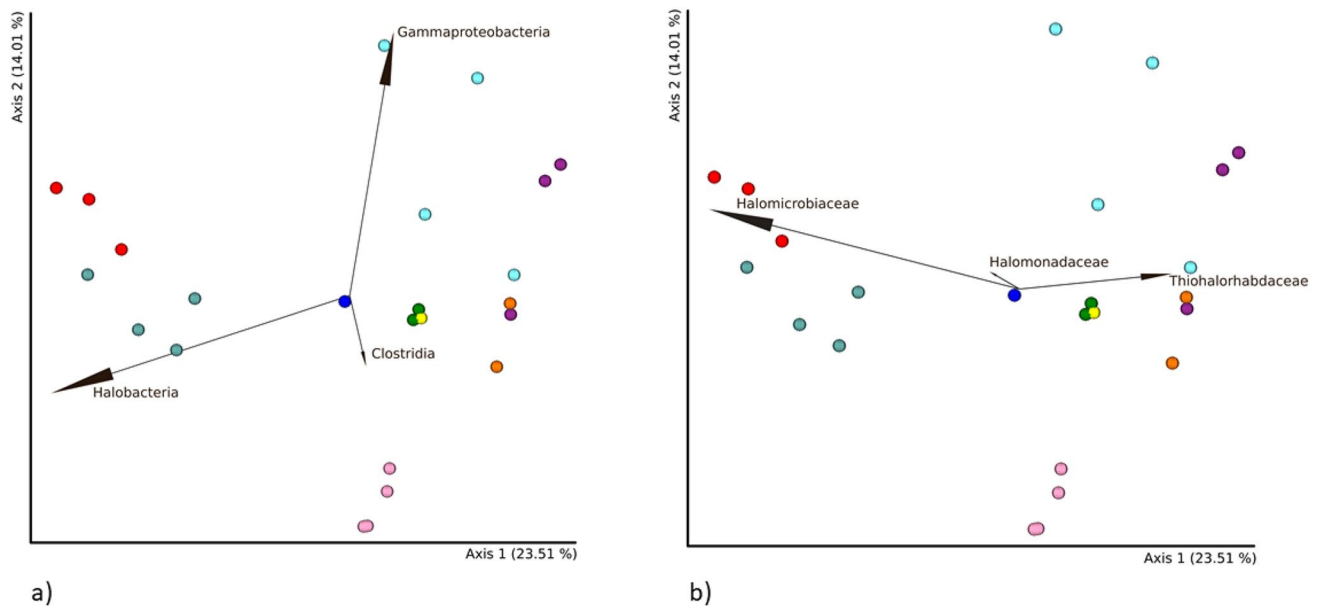 Axis 2 (14.01 %)
Gammaproteobacteria
Clostridia
Halobacteria
Axis 1 (23.51 %)
a)
Axis 2 (14.01 %)
Halomicrobiaceae
Halomonadaceae
Thiohalorhabdaceae
Axis 1 (23.51 %)
b)